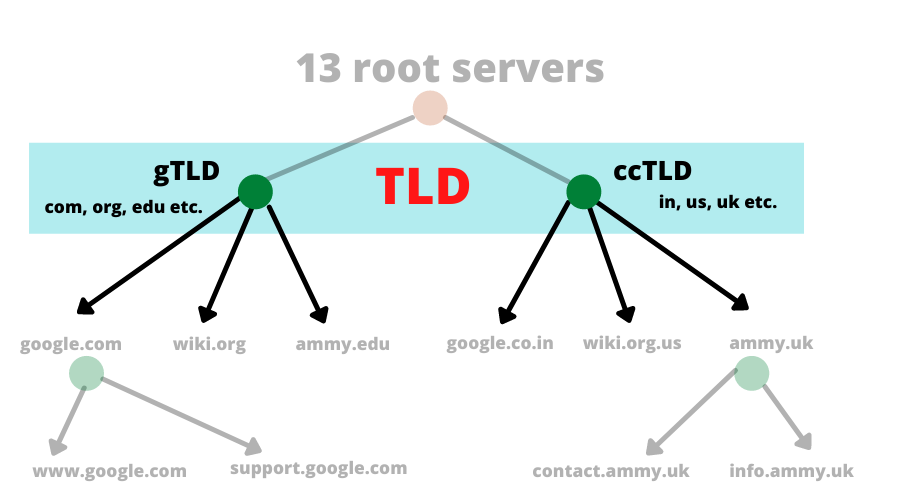 13 root servers
gTLD
TLD
ccTLD
com, org, edu etc.
in, us, uk etc.
google.com
wiki.org
ammy.edu
google.co.in
wiki.org.us
ammy.uk
www.google.com
support.google.com
contact.ammy.uk
info.ammy.uk